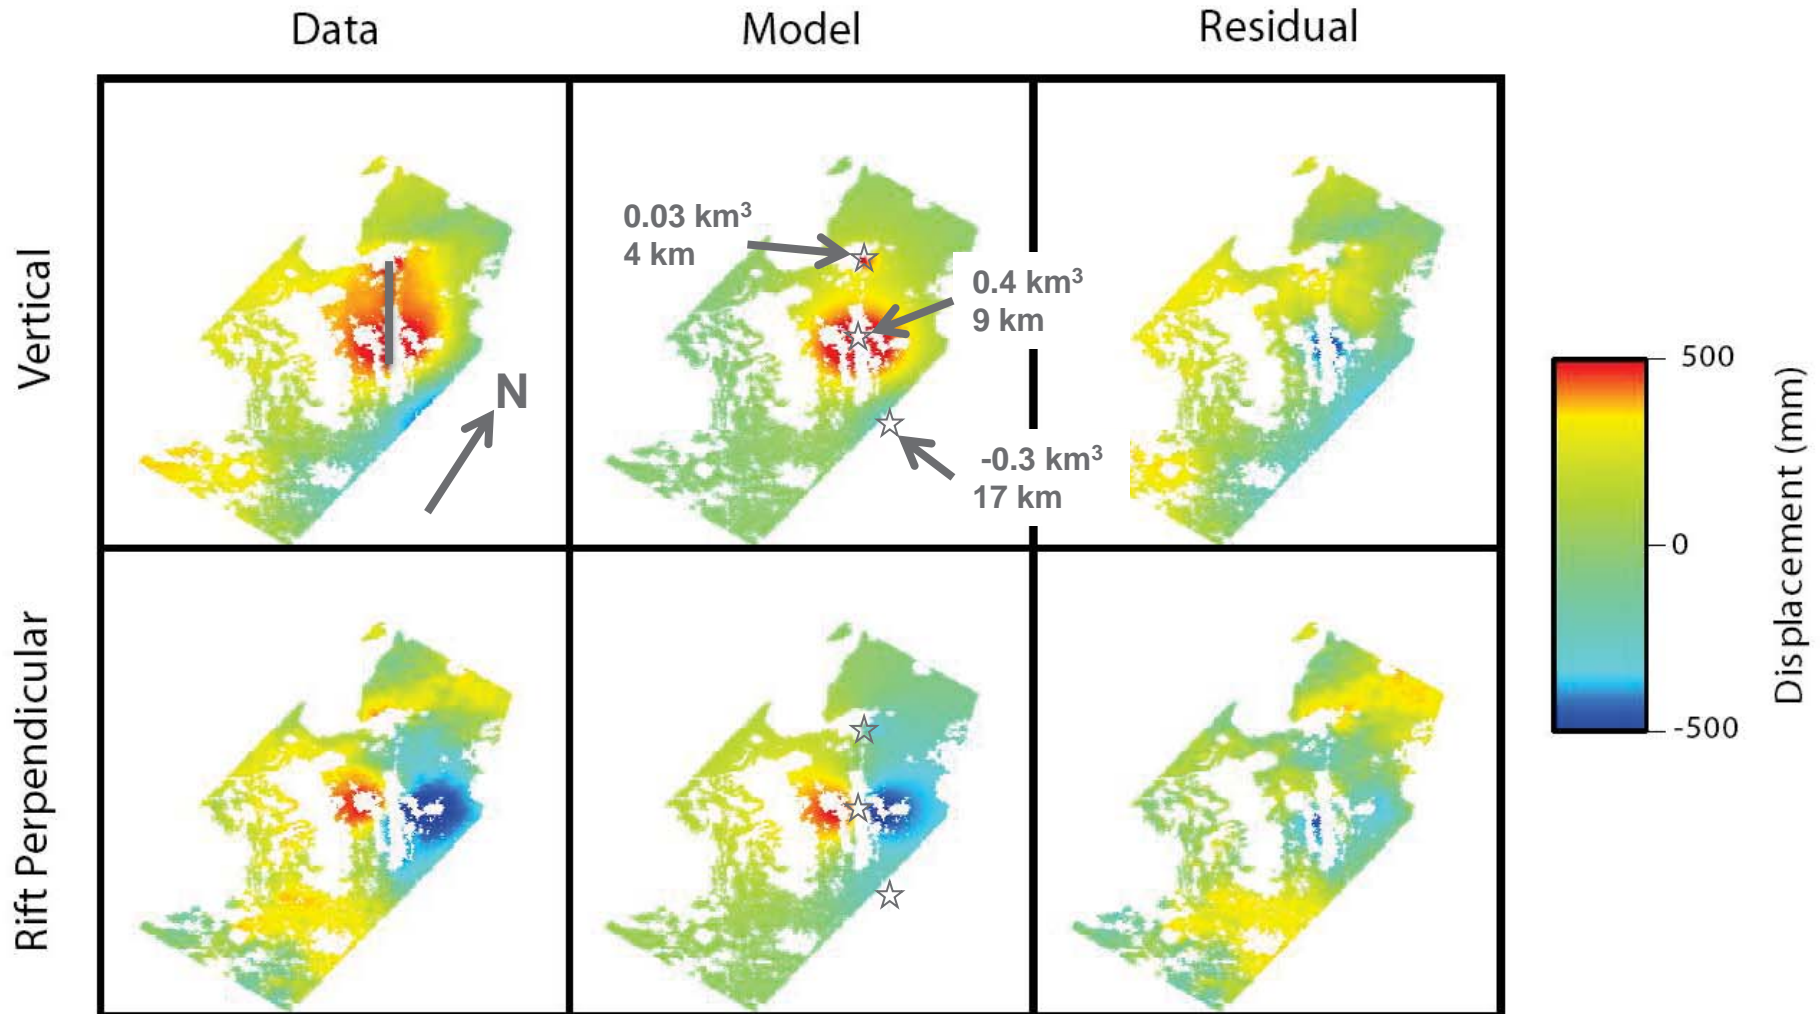 Data
Model
Residual
Vertical
0.03 km³
4 km
0.4 km³
9 km
N
-0.3 km³
17 km
Rift Perpendicular
500
0
-500
Displacement (mm)